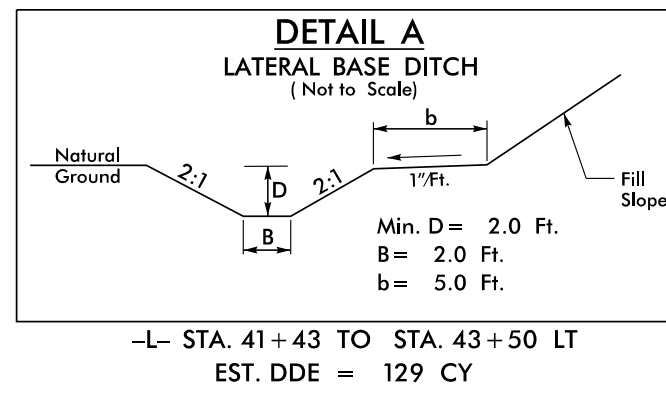 DETAIL A
LATERAL BASE DITCH
( Not to Scale)
b
Natural
Ground
2:1
D
2:1
1"/Ft.
Fill
Slope
B
Min. D = 2.0 Ft.
B = 2.0 Ft.
b = 5.0 Ft.
–L– STA. 41+43 TO STA. 43+50 LT
EST. DDE = 129 CY